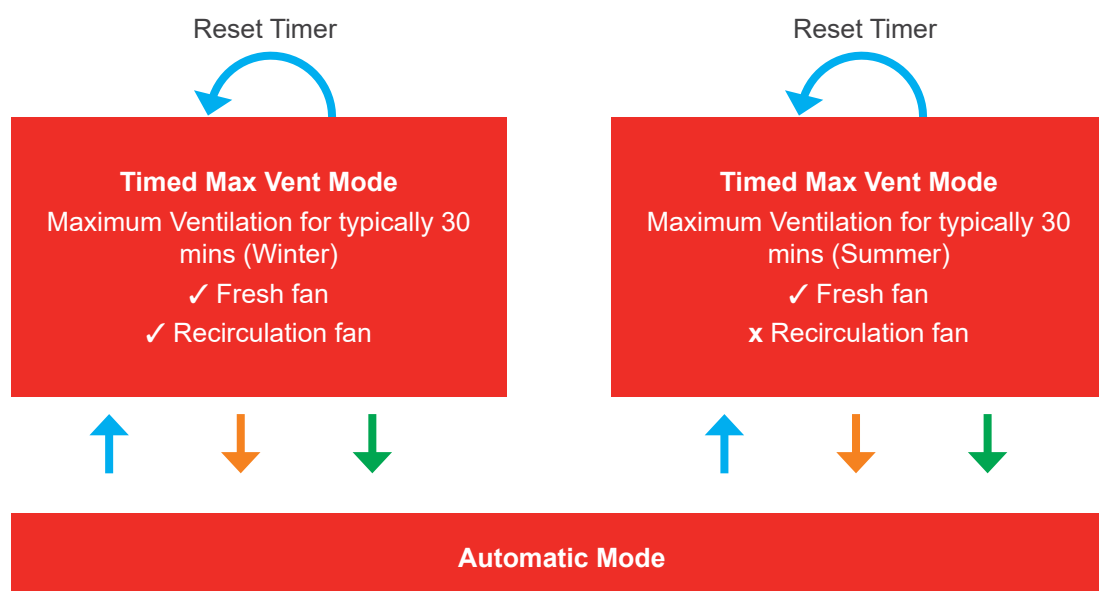 Reset Timer
Timed Max Vent Mode
Maximum Ventilation for typically 30
mins (Winter)
✓ Fresh fan
✓ Recirculation fan
Reset Timer
Timed Max Vent Mode
Maximum Ventilation for typically 30
mins (Summer)
✓ Fresh fan
x Recirculation fan
Automatic Mode